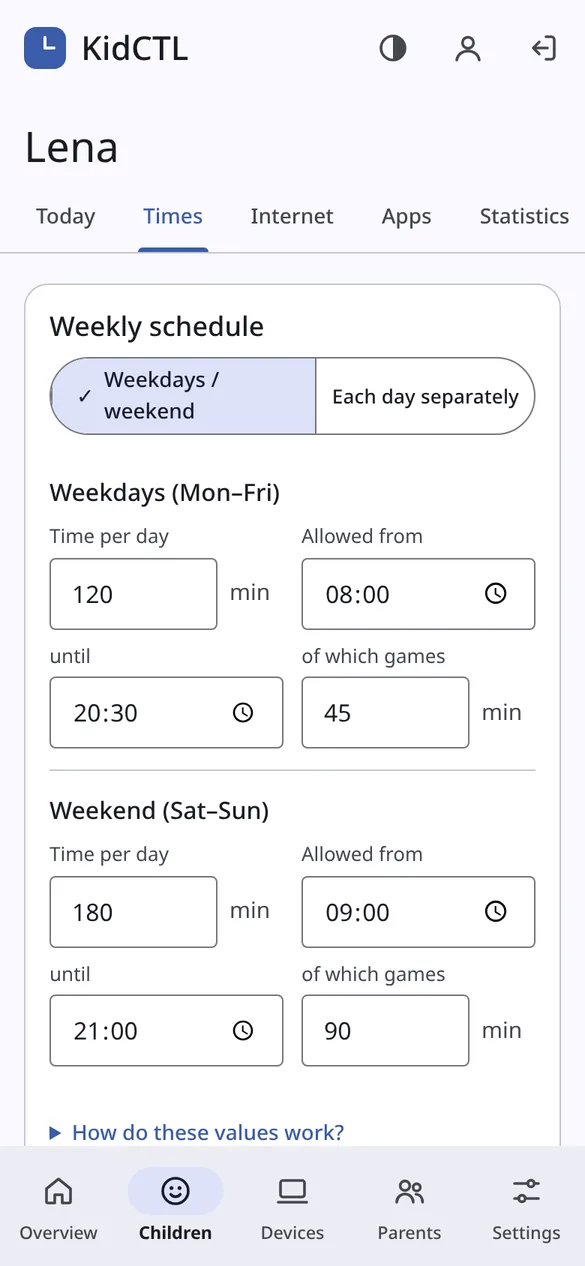 KidCTL
Lena
Today Times Internet Apps Statistics
Weekly schedule
✓ Weekdays /
weekend
Each day separately
Weekdays (Mon–Fri)
Time per day Allowed from
120 min 08:00
until of which games
20:30 45 min
Weekend (Sat–Sun)
Time per day Allowed from
180 min 09:00
until of which games
21:00 90 min
▶ How do these values work?
Overview Children Devices Parents Settings